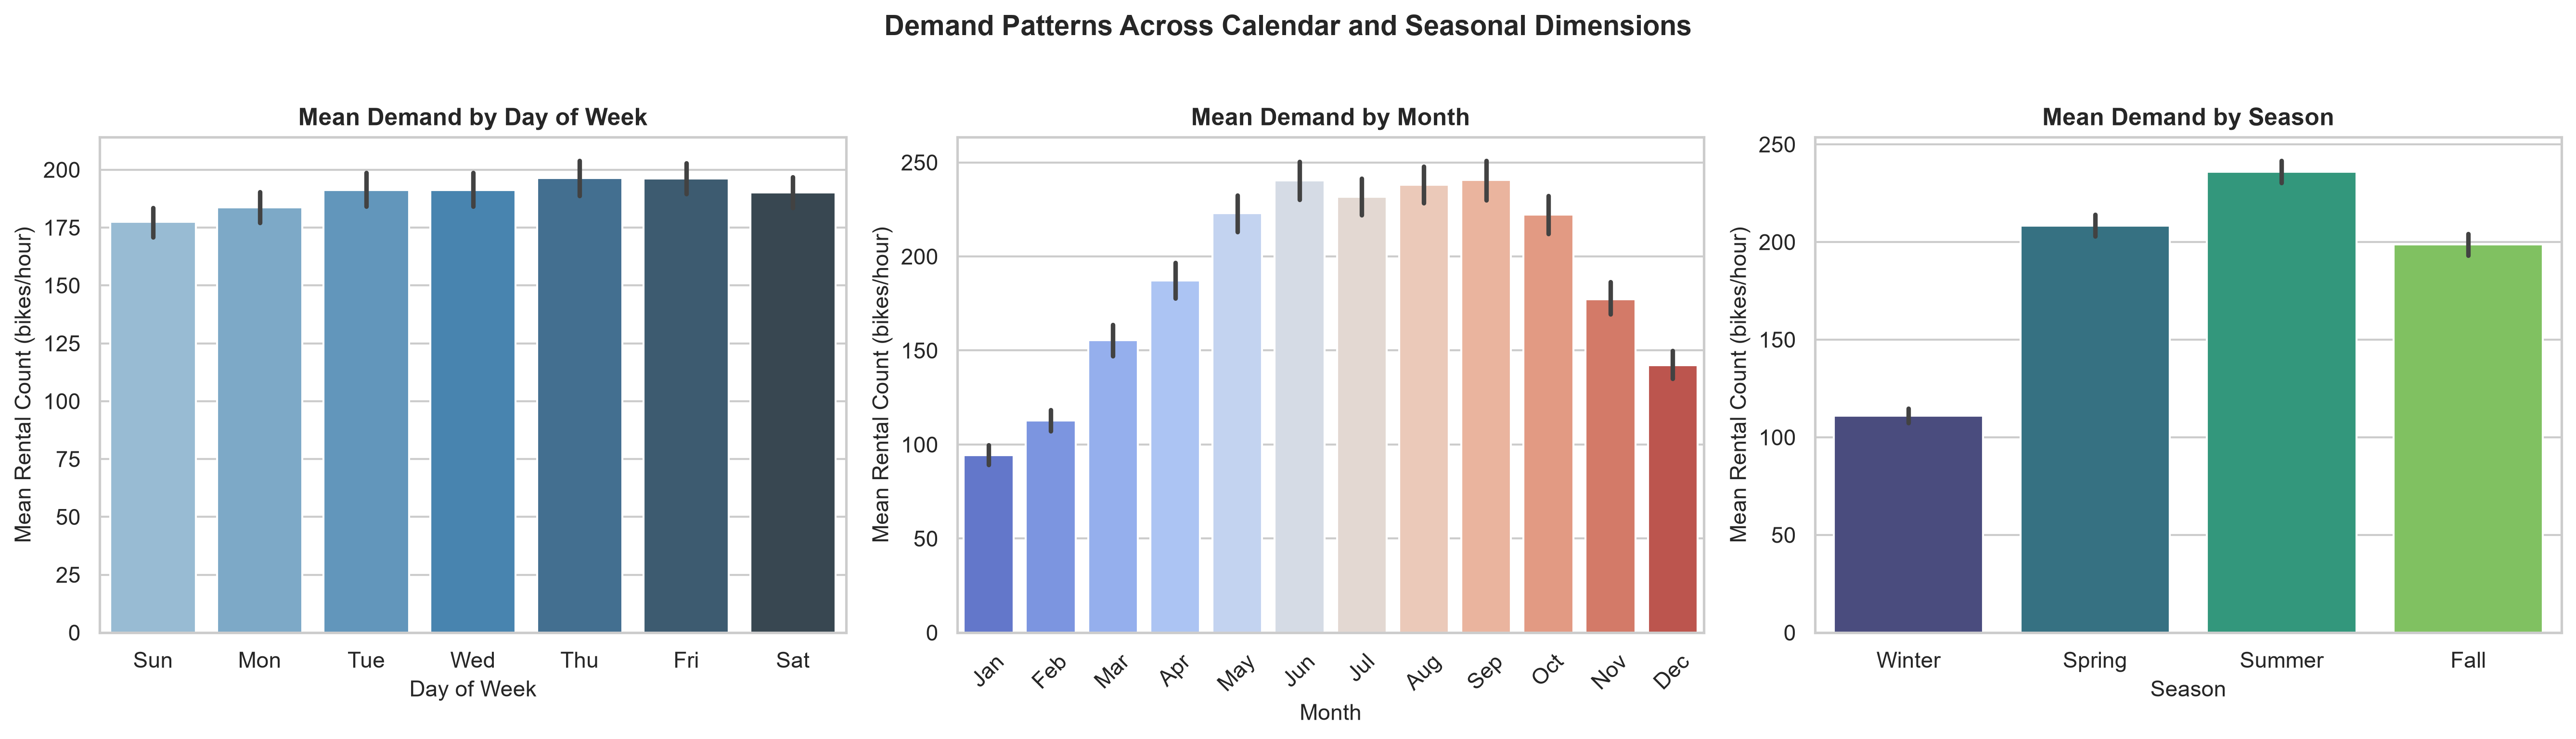 Demand Patterns Across Calendar and Seasonal Dimensions
Mean Demand by Day of Week
Mean Rental Count (bikes/hour)
200
175
150
125
100
75
50
25
0
Sun Mon Tue Wed Thu Fri Sat
Day of Week
Mean Demand by Month
Mean Rental Count (bikes/hour)
250
200
150
100
50
0
Jan Feb Mar Apr May Jun Jul Aug Sep Oct Nov Dec
Month
Mean Demand by Season
Mean Rental Count (bikes/hour)
250
200
150
100
50
0
Winter Spring Summer Fall
Season